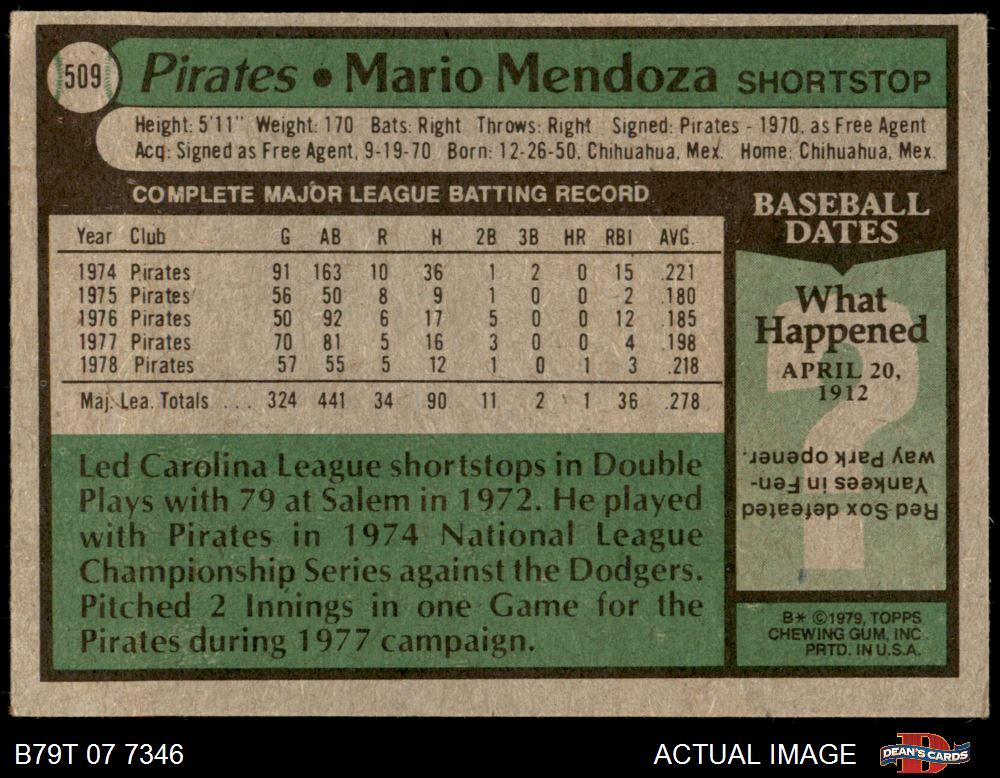 509
Pirates • Mario Mendoza SHORTSTOP
Height: 5'11" Weight: 170 Bats: Right Throws: Right Signed: Pirates - 1970, as Free Agent
Acq: Signed as Free Agent, 9-19-70 Born: 12-26-50, Chihuahua, Mex. Home: Chihuahua, Mex.
COMPLETE MAJOR LEAGUE BATTING RECORD
Year Club G AB R H 2B 3B HR RBI AVG.
1974 Pirates 91 163 10 36 1 2 0 15 .221
1975 Pirates 56 50 8 9 1 0 0 2 .180
1976 Pirates 50 92 6 17 5 0 0 12 .185
1977 Pirates 70 81 5 16 3 0 0 4 .198
1978 Pirates 57 55 5 12 1 0 1 3 .218
Maj. Lea. Totals ... 324 441 34 90 11 2 1 36 .278
Led Carolina League shortstops in Double
Plays with 79 at Salem in 1972. He played
with Pirates in 1974 National League
Championship Series against the Dodgers.
Pitched 2 Innings in one Game for the
Pirates during 1977 campaign.
BASEBALL
DATES
What
Happened
APRIL 20,
1912
Red Sox defeated
Yankees in Fen-
way Park opener.
B* ©1979, TOPPS
CHEWING GUM, INC.
PRTD. IN U.S.A.
B79T 07 7346
ACTUAL IMAGE
DEAN'S CARDS